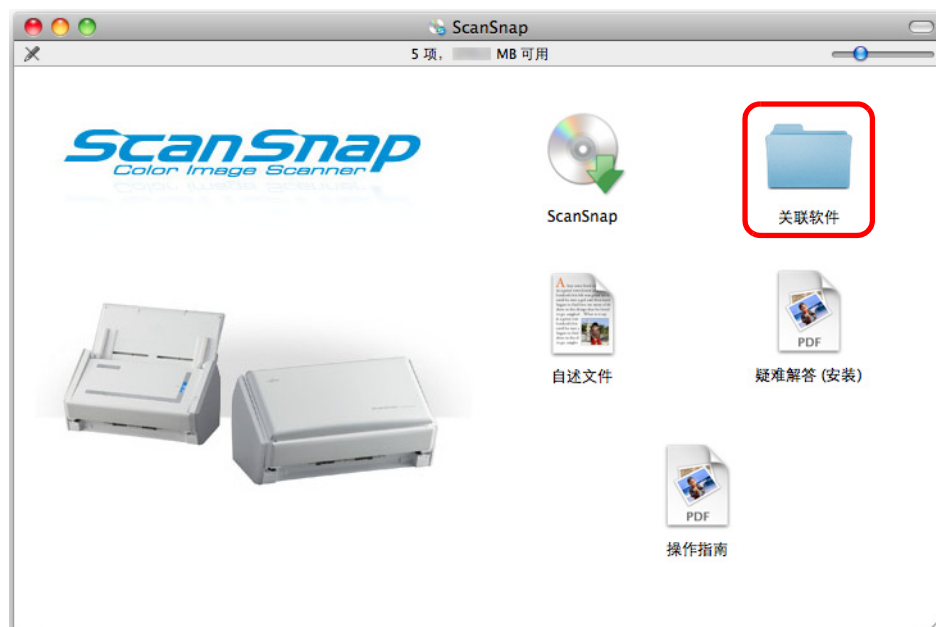 ScanSnap
5 项， MB 可用
ScanSnap
Color Image Scanner
ScanSnap
关联软件
自述文件
PDF
疑难解答 (安装)
PDF
操作指南